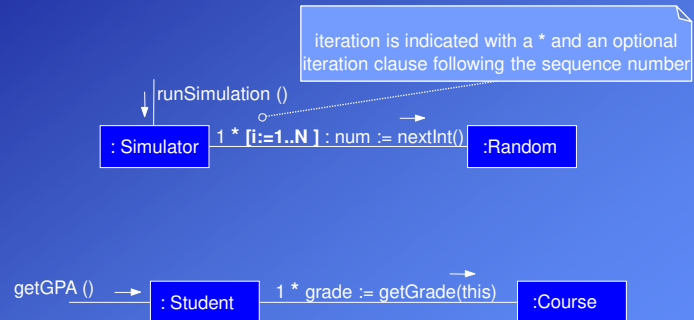 iteration is indicated with a * and an optional
iteration clause following the sequence number
runSimulation ()
: Simulator
1 * [i:=1..N ] : num := nextInt()
:Random
getGPA ()
: Student
1 * grade := getGrade(this)
:Course